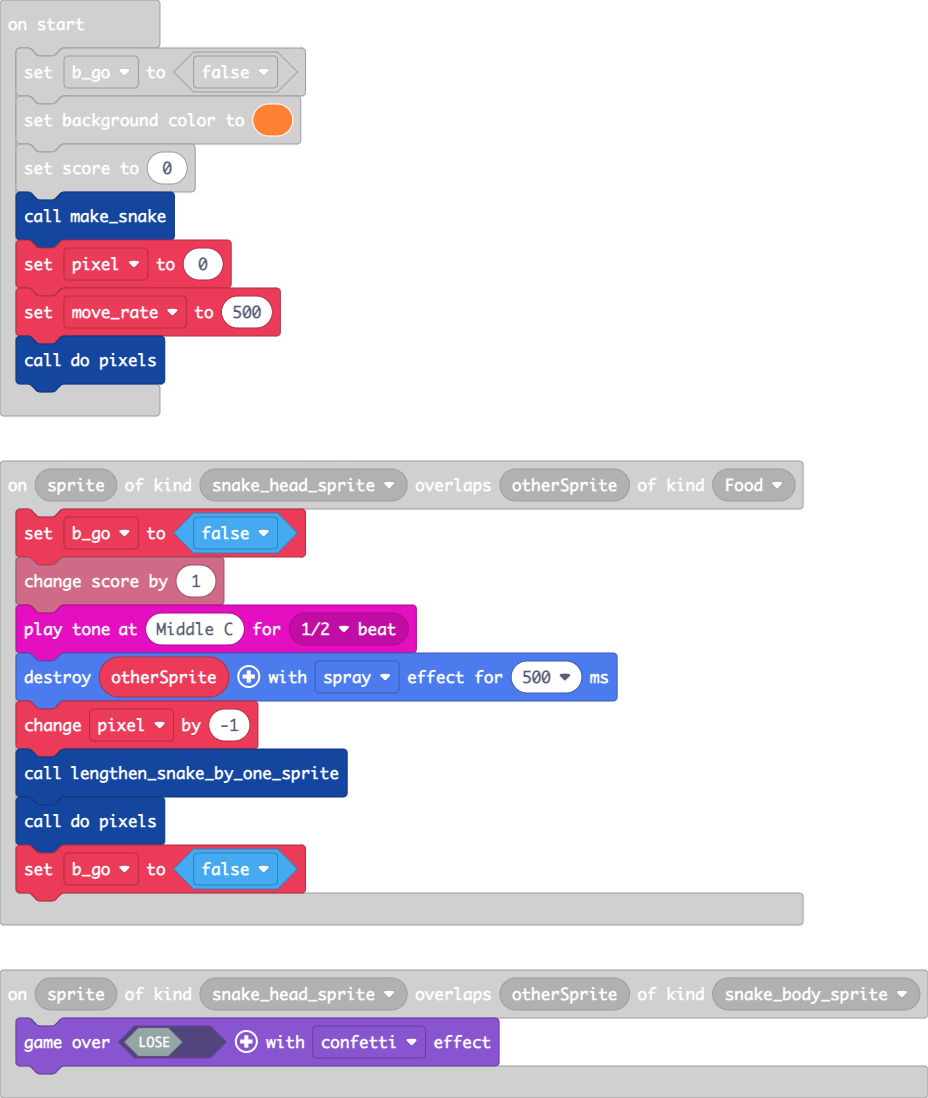 on start
set b_go to false
set background color to
set score to 0
call make_snake
set pixel to 0
set move_rate to 500
call do pixels
on sprite of kind snake_head_sprite overlaps otherSprite of kind Food
set b_go to false
change score by 1
play tone at Middle C for 1/2 beat
destroy otherSprite with spray effect for 500 ms
change pixel by -1
call lengthen_snake_by_one_sprite
call do pixels
set b_go to false
on sprite of kind snake_head_sprite overlaps otherSprite of kind snake_body_sprite
game over LOSE with confetti effect